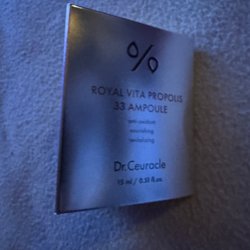 %
ROYAL VITA PROPOLIS
33 AMPOULE
anti-oxidant
nourishing
revitalizing
Dr.Ceuracle
15 ml / 0.50 fl.oz.